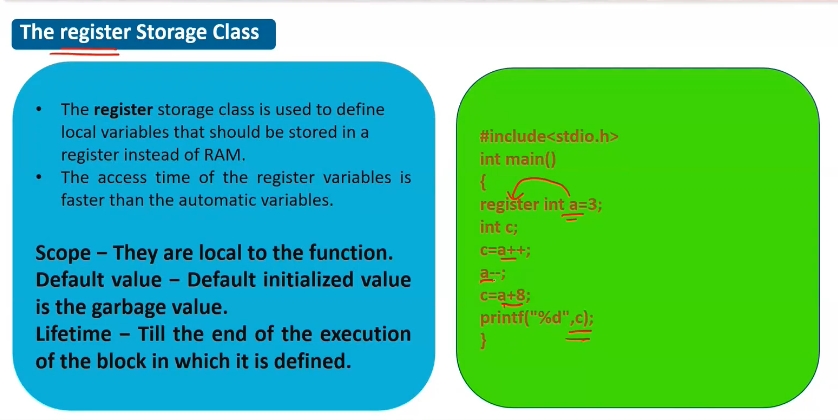 The register Storage Class
• The register storage class is used to define
local variables that should be stored in a
register instead of RAM.
• The access time of the register variables is
faster than the automatic variables.
Scope – They are local to the function.
Default value – Default initialized value
is the garbage value.
Lifetime – Till the end of the execution
of the block in which it is defined.
#include<stdio.h>
int main()
{
register int a=3;
int c;
c=a++;
a--;
c=a+8;
printf("%d",c);
}